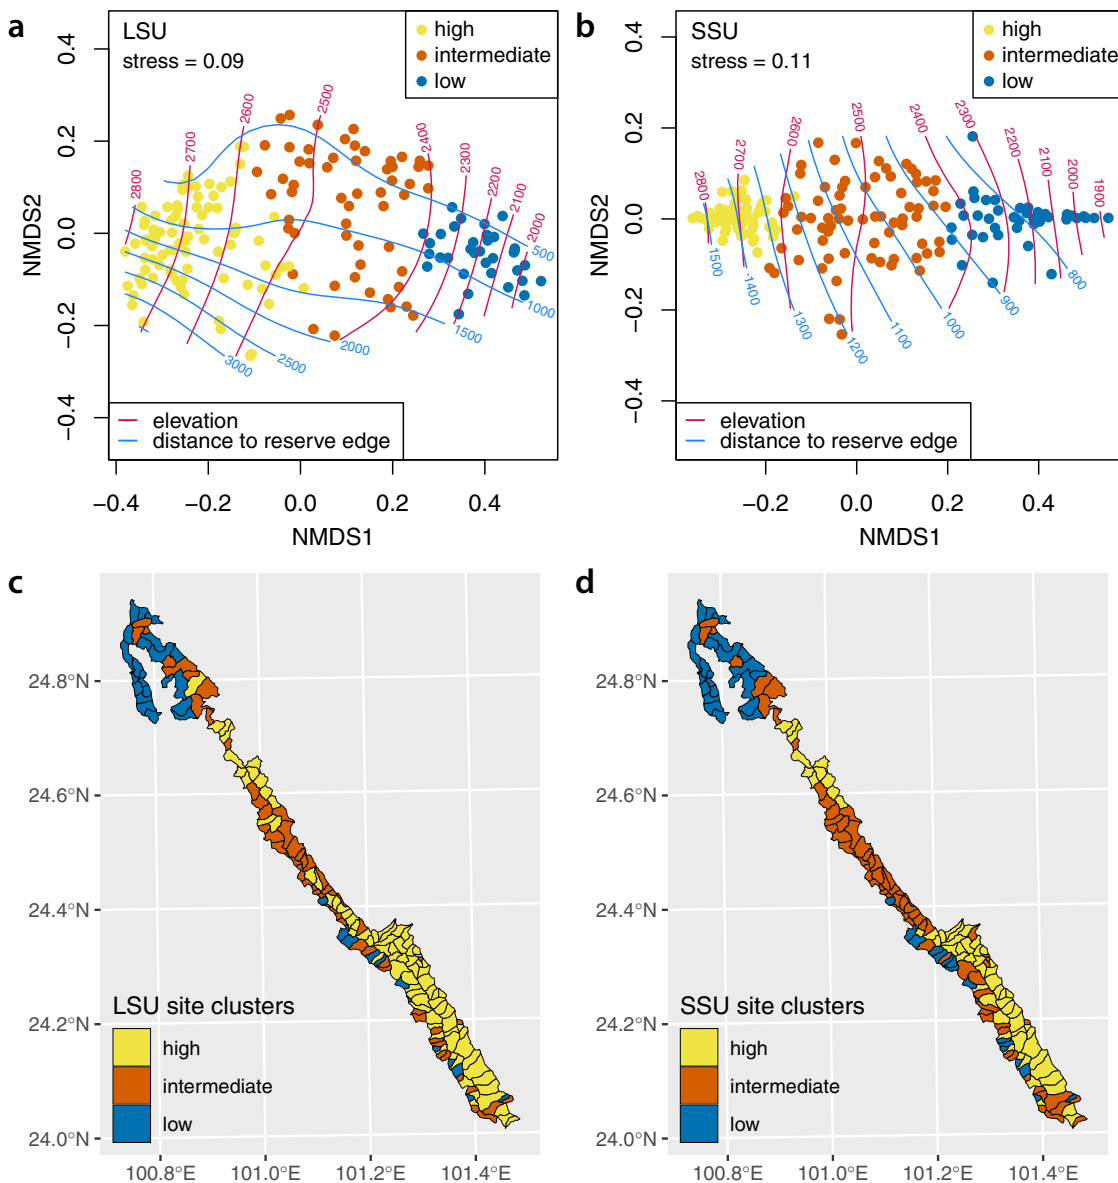 a
LSU
stress = 0.09
high
intermediate
low
0.4
0.2
0.0
−0.2
−0.4
NMDS2
2800
2700
2600
2500
2400
2300
2200
2100
2000
500
1000
1500
2000
2500
3000
elevation
distance to reserve edge
−0.4
−0.2
0.0
0.2
0.4
NMDS1
b
SSU
stress = 0.11
high
intermediate
low
0.4
0.2
0.0
−0.2
−0.4
NMDS2
2800
2700
2600
2500
2400
2300
2200
2100
2000
1900
1500
1400
1300
1200
1100
1000
900
800
elevation
distance to reserve edge
−0.2
0.0
0.2
0.4
NMDS1
c
24.8°N
24.6°N
24.4°N
24.2°N
24.0°N
LSU site clusters
high
intermediate
low
100.8°E
101.0°E
101.2°E
101.4°E
d
24.8°N
24.6°N
24.4°N
24.2°N
24.0°N
SSU site clusters
high
intermediate
low
100.8°E
101.0°E
101.2°E
101.4°E